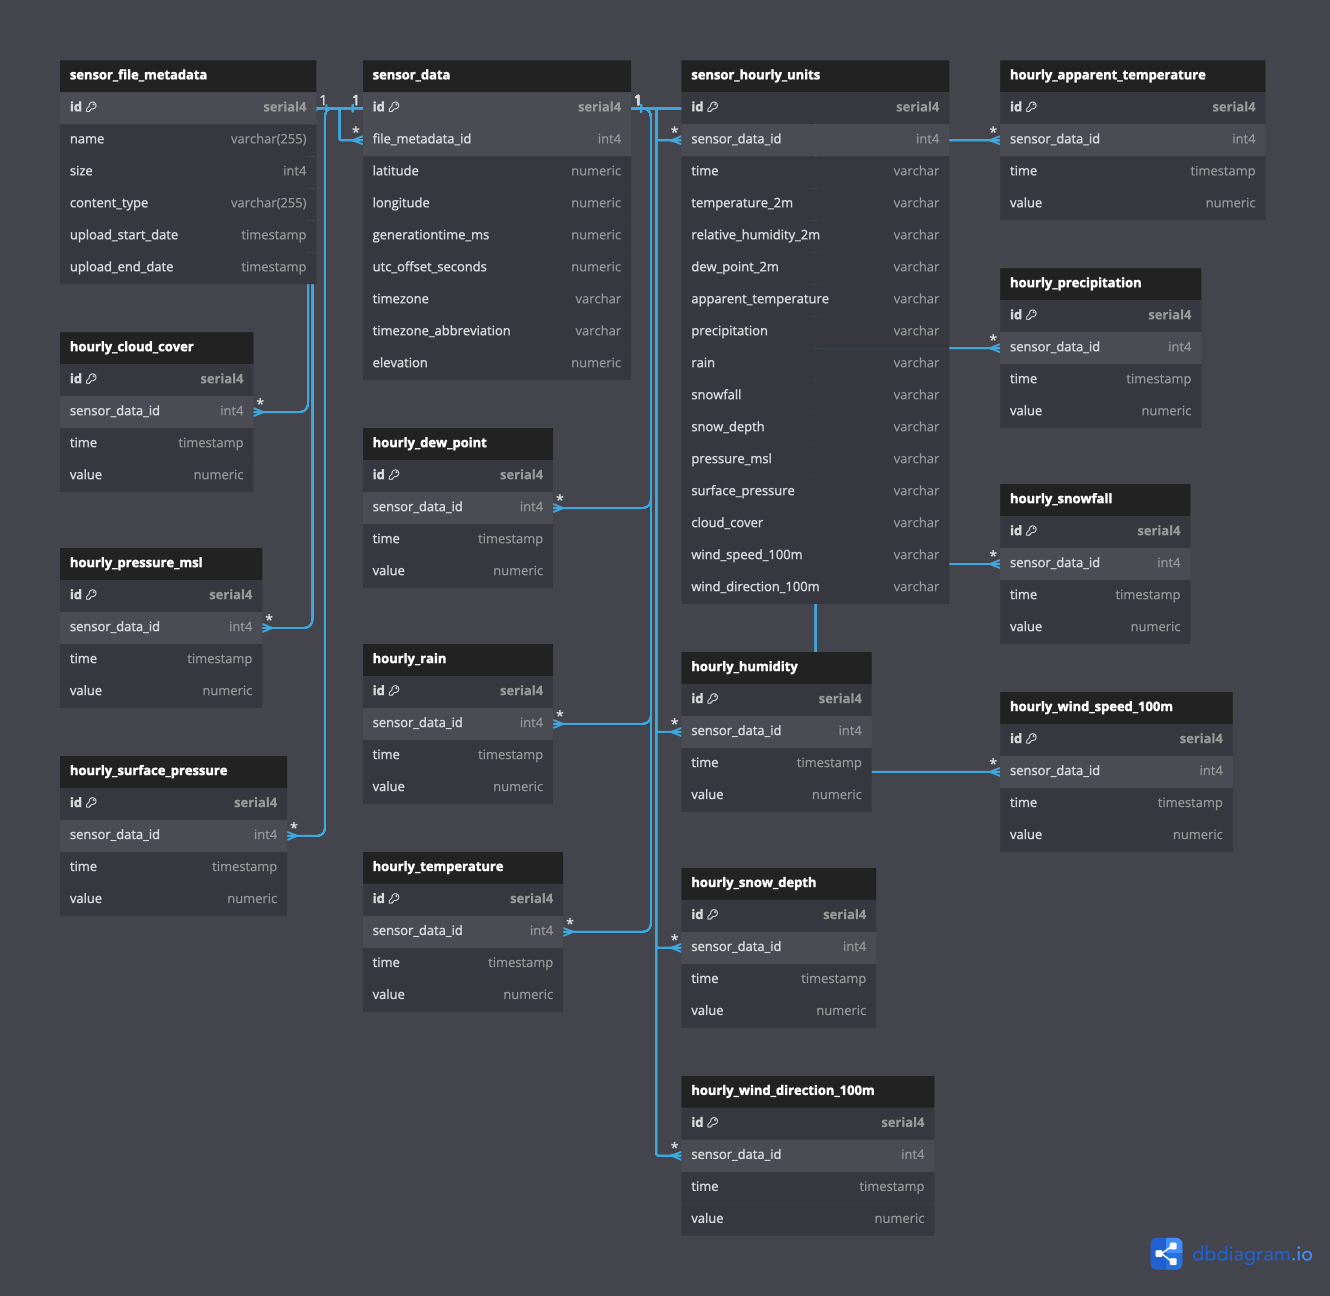 sensor_file_metadata
id serial4
name varchar(255)
size int4
content_type varchar(255)
upload_start_date timestamp
upload_end_date timestamp
1 1
*
sensor_data
id serial4
file_metadata_id int4
latitude numeric
longitude numeric
generationtime_ms numeric
utc_offset_seconds numeric
timezone varchar
timezone_abbreviation varchar
elevation numeric
1
*
sensor_hourly_units
id serial4
sensor_data_id int4
time varchar
temperature_2m varchar
relative_humidity_2m varchar
dew_point_2m varchar
apparent_temperature varchar
precipitation varchar
rain varchar
snowfall varchar
snow_depth varchar
pressure_msl varchar
surface_pressure varchar
cloud_cover varchar
wind_speed_100m varchar
wind_direction_100m varchar
*
hourly_apparent_temperature
id serial4
sensor_data_id int4
time timestamp
value numeric
*
hourly_precipitation
id serial4
sensor_data_id int4
time timestamp
value numeric
hourly_cloud_cover
id serial4
sensor_data_id int4 *
time timestamp
value numeric
hourly_dew_point
id serial4
sensor_data_id int4 *
time timestamp
value numeric
*
hourly_snowfall
id serial4
sensor_data_id int4
time timestamp
value numeric
hourly_pressure_msl
id serial4
sensor_data_id int4 *
time timestamp
value numeric
hourly_rain
id serial4
sensor_data_id int4 *
time timestamp
value numeric
*
hourly_humidity
id serial4
sensor_data_id int4
time timestamp
value numeric
*
hourly_wind_speed_100m
id serial4
sensor_data_id int4
time timestamp
value numeric
hourly_surface_pressure
id serial4
sensor_data_id int4 *
time timestamp
value numeric
hourly_temperature
id serial4
sensor_data_id int4 *
time timestamp
value numeric
*
hourly_snow_depth
id serial4
sensor_data_id int4
time timestamp
value numeric
*
hourly_wind_direction_100m
id serial4
sensor_data_id int4
time timestamp
value numeric
dbdiagram.io